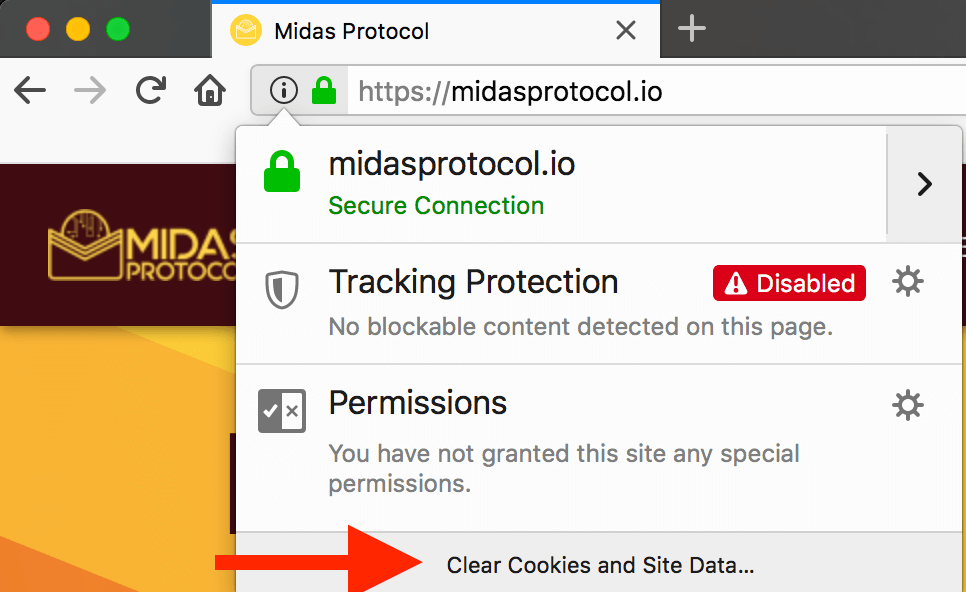 Midas Protocol
https://midasprotocol.io
midasprotocol.io
Secure Connection
MIDAS
PROTOCO
Tracking Protection
Disabled
No blockable content detected on this page.
Permissions
You have not granted this site any special
permissions.
Clear Cookies and Site Data...